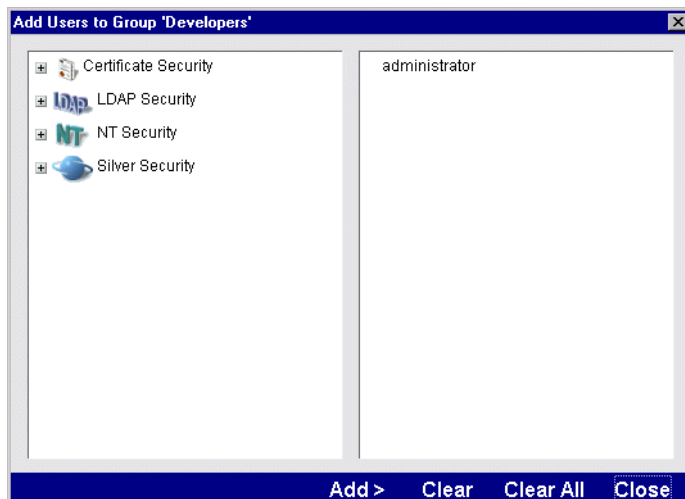 Add Users to Group 'Developers'
Certificate Security
administrator
LDAP LDAP Security
NT NT Security
Silver Security
Add > Clear Clear All Close